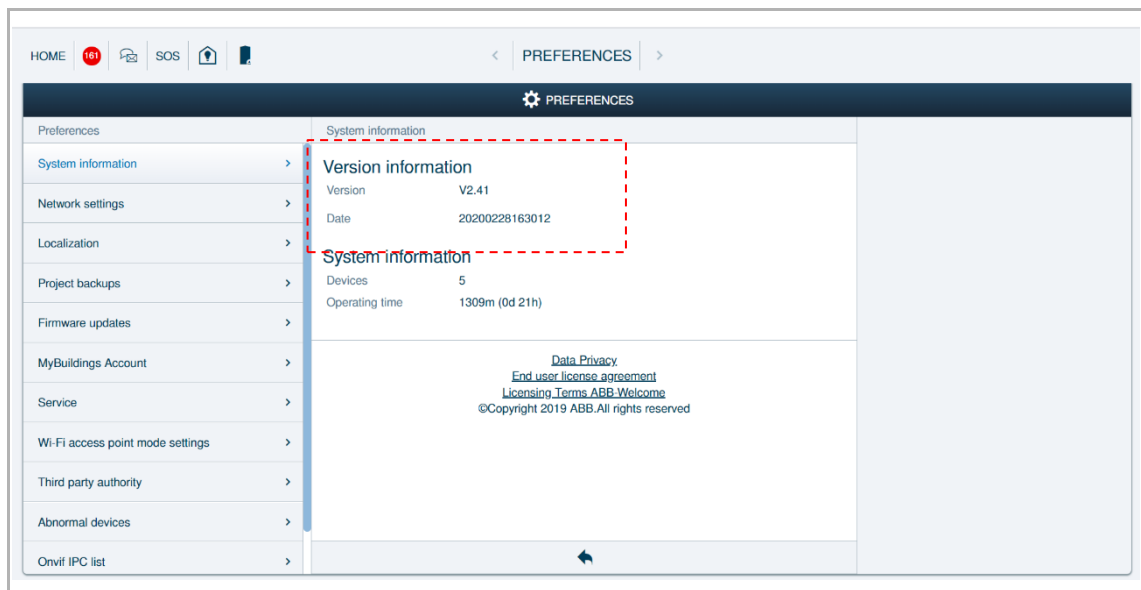 HOME 161 SOS < PREFERENCES >
PREFERENCES
Preferences
System information
System information >
Network settings >
Localization >
Project backups >
Firmware updates >
MyBuildings Account >
Service >
Wi-Fi access point mode settings >
Third party authority >
Abnormal devices >
Onvif IPC list >
Version information
Version V2.41
Date 20200228163012
System information
Devices 5
Operating time 1309m (0d 21h)
Data Privacy
End user license agreement
Licensing Terms ABB-Welcome
©Copyright 2019 ABB.All rights reserved